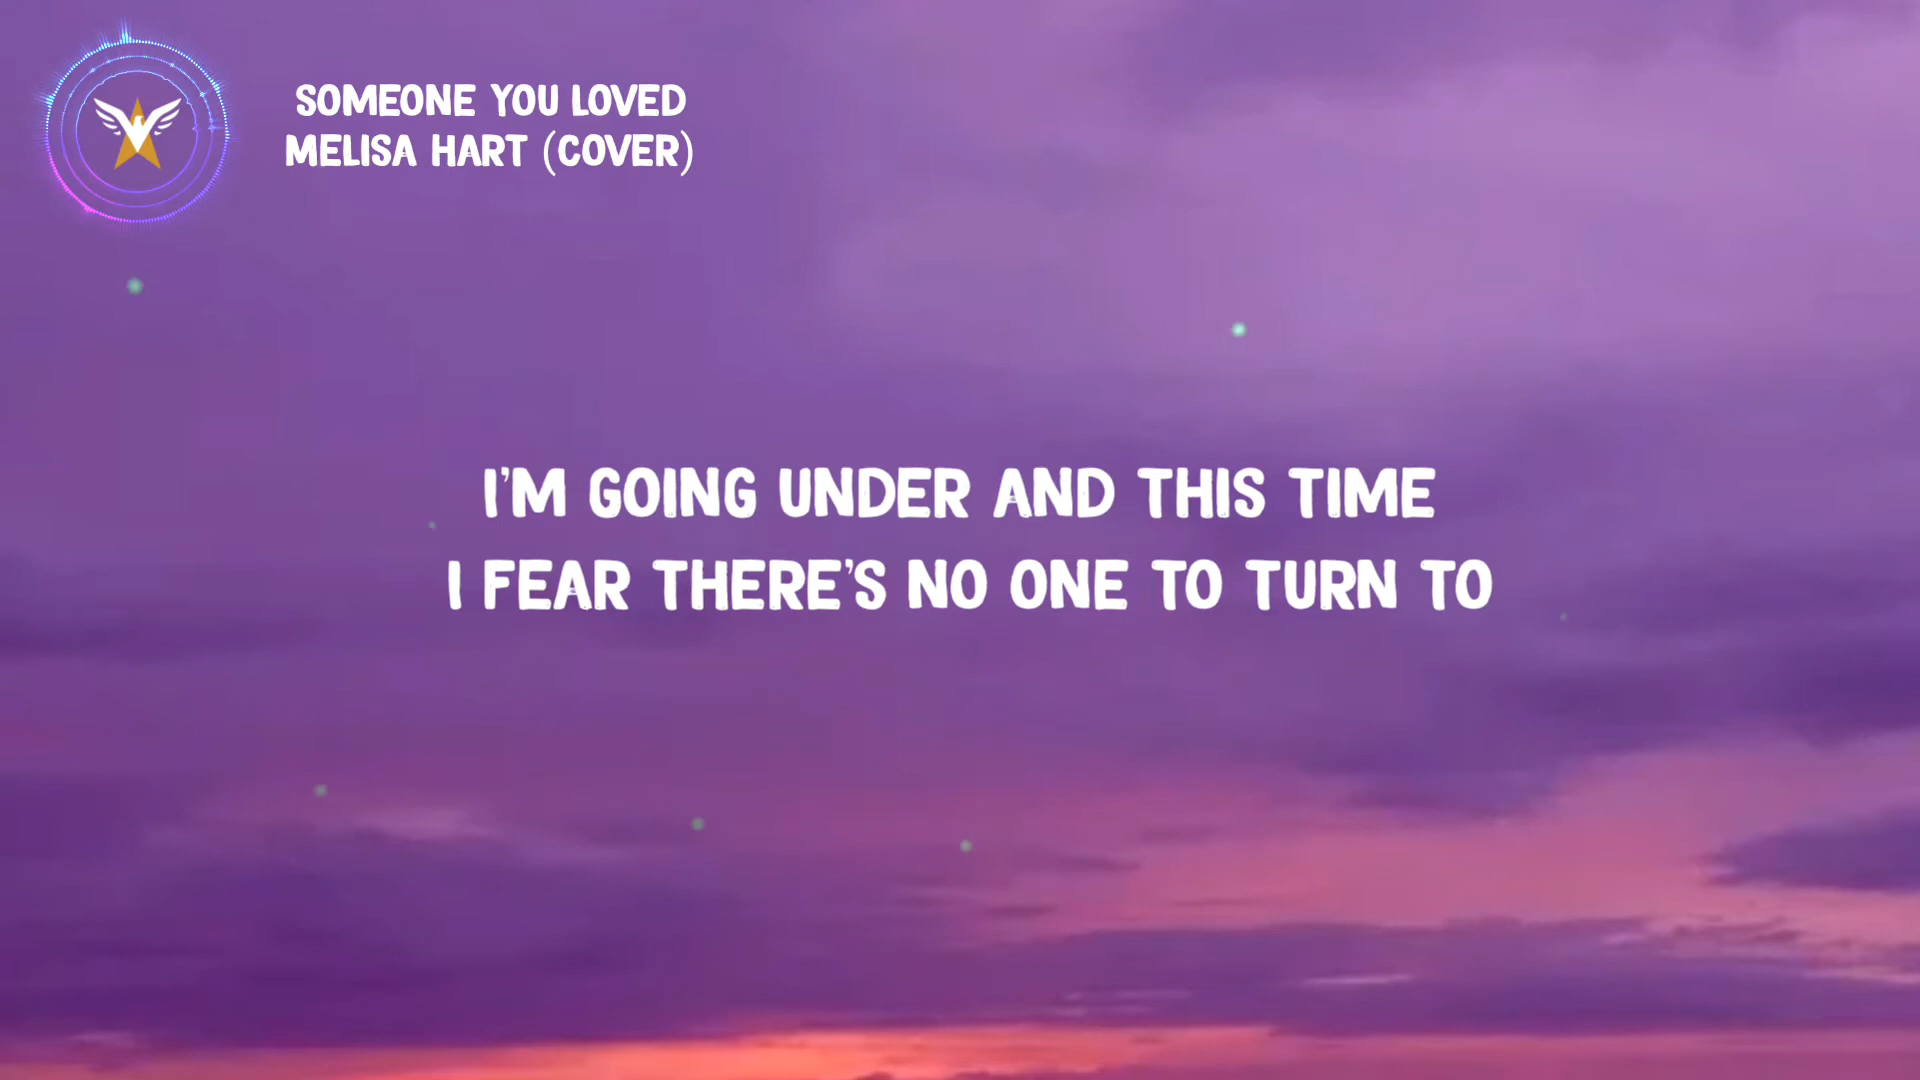 SOMEONE YOU LOVED
MELISA HART (COVER)
I'M GOING UNDER AND THIS TIME
I FEAR THERE'S NO ONE TO TURN TO